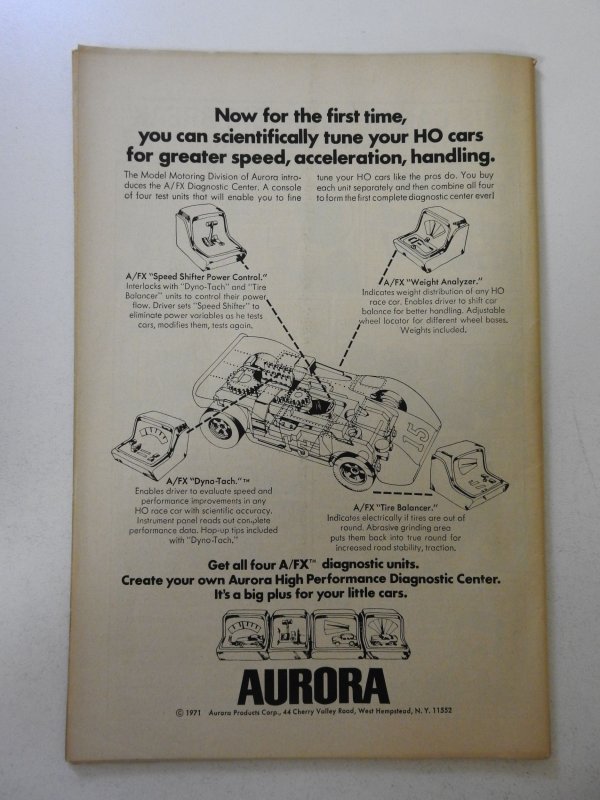 Now for the first time,
you can scientifically tune your HO cars
for greater speed, acceleration, handling.
The Model Motoring Division of Aurora intro-
duces the A/FX Diagnostic Center. A console
of four test units that will enable you to fine
tune your HO cars like the pros do. You buy
each unit separately and then combine all four
to form the first complete diagnostic center ever!
A/FX "Speed Shifter Power Control."
Interlocks with "Dyno-Tach" and "Tire
Balancer" units to control their power
flow. Driver sets "Speed Shifter" to
eliminate power variables as he tests
cars, modifies them, tests again.
A/FX "Weight Analyzer."
Indicates weight distribution of any HO
race car. Enables driver to shift car
balance for better handling. Adjustable
wheel locator for different wheel bases.
Weights included.
15
A/FX "Dyno-Tach." ™
Enables driver to evaluate speed and
performance improvements in any
HO race car with scientific accuracy.
Instrument panel reads out complete
performance data. Hop-up tips included
with "Dyno-Tach."
A/FX "Tire Balancer."
Indicates electrically if tires are out of
round. Abrasive grinding area
puts them back into true round for
increased road stability, traction.
Get all four A/FX™ diagnostic units.
Create your own Aurora High Performance Diagnostic Center.
It's a big plus for your little cars.
AURORA
© 1971 Aurora Products Corp., 44 Cherry Valley Road, West Hempstead, N. Y. 11552